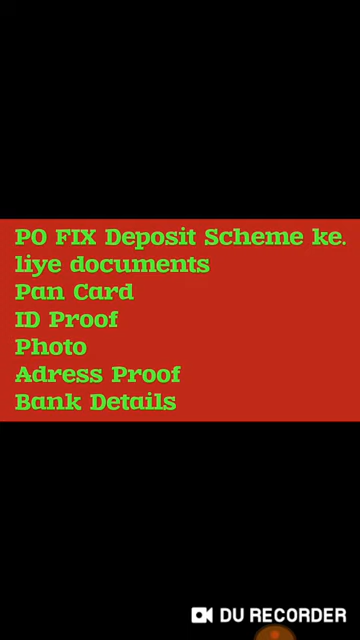 PO FIX Deposit Scheme ke.
liye documents
Pan Card
ID Proof
Photo
Adress Proof
Bank Details
DU RECORDER